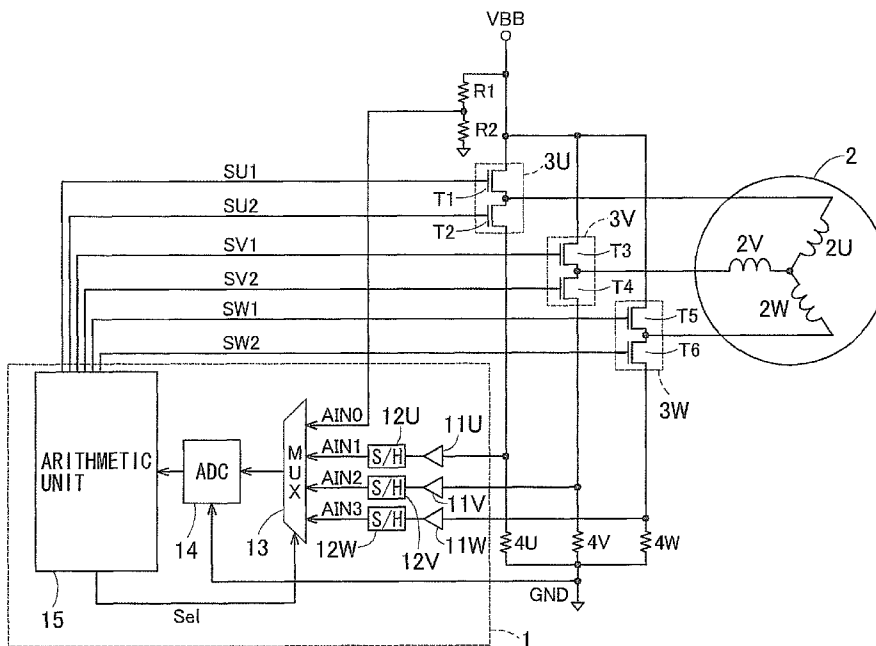 VBB
R1
R2
3U
2
SU1
T1
SU2
T2
3V
SV1
T3
2V
2U
SV2
T4
2W
SW1
T5
SW2
T6
3W
AIN0
12U
11U
ARITHMETIC
UNIT
ADC
MUX
AIN1
S/H
AIN2
S/H
11V
AIN3
S/H
14
13
12W
12V
11W
4U
4V
4W
15
Sel
GND
1